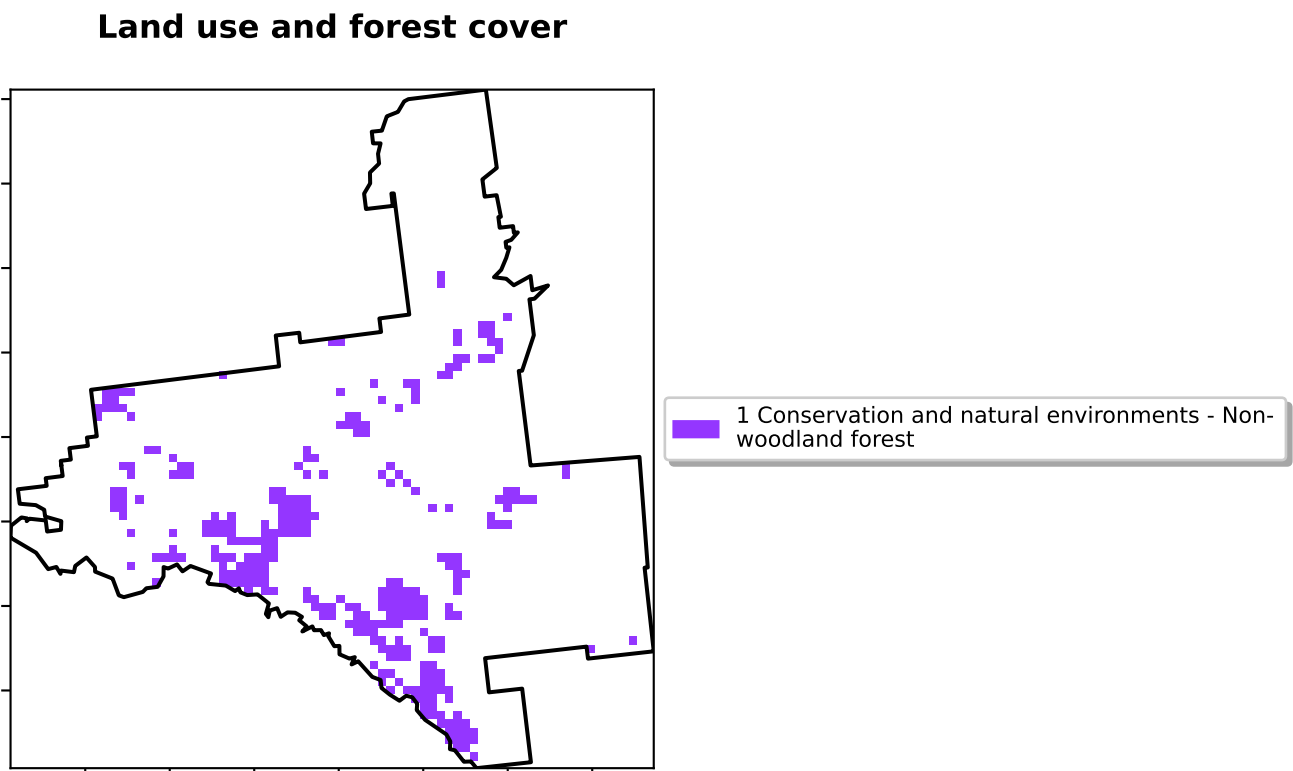 Land use and forest cover
1 Conservation and natural environments - Non-
woodland forest